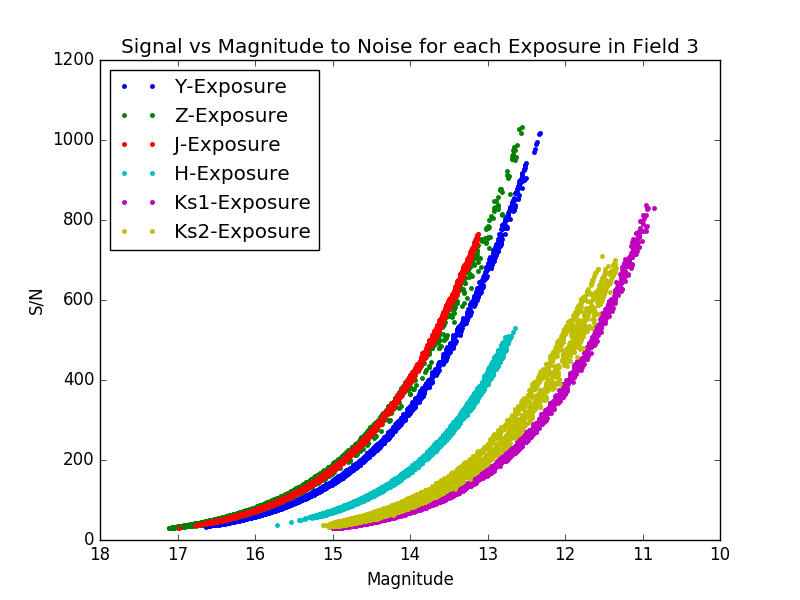 Signal vs Magnitude to Noise for each Exposure in Field 3
1200
1000
800
600
400
200
0
S/N
Y-Exposure
Z-Exposure
J-Exposure
H-Exposure
Ks1-Exposure
Ks2-Exposure
18 17 16 15 14 13 12 11 10
Magnitude